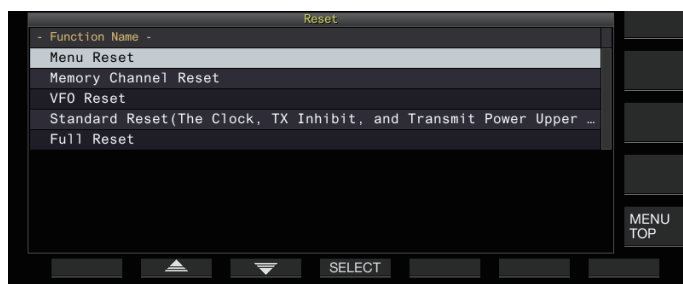 Reset
- Function Name -
Menu Reset
Memory Channel Reset
VFO Reset
Standard Reset(The Clock, TX Inhibit, and Transmit Power Upper …
Full Reset
MENU
TOP
SELECT